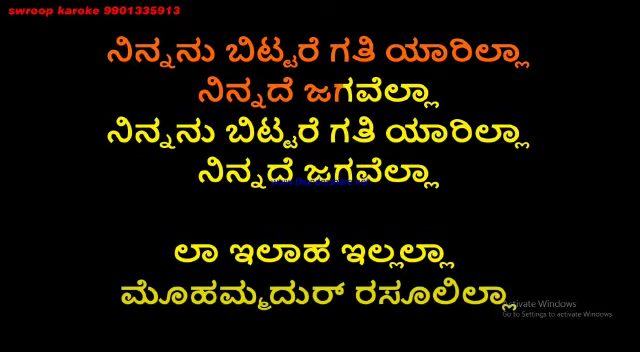 swroop karoke 9901335913
ನಿನ್ನನು ಬಿಟ್ಟರೆ ಗತಿ ಯಾರಿಲ್ಲಾ
ನಿನ್ನದೆ ಜಗವೆಲ್ಲಾ
ನಿನ್ನನು ಬಿಟ್ಟರೆ ಗತಿ ಯಾರಿಲ್ಲಾ
ನಿನ್ನದೆ ಜಗವೆಲ್ಲಾ
ಲಾ ಇಲಾಹ ಇಲ್ಲಲ್ಲಾ
ಮೊಹಮ್ಮದುರ್ ರಸೂಲಿಲ್ಲಾ
Activate Windows
Go to Settings to activate Windows.